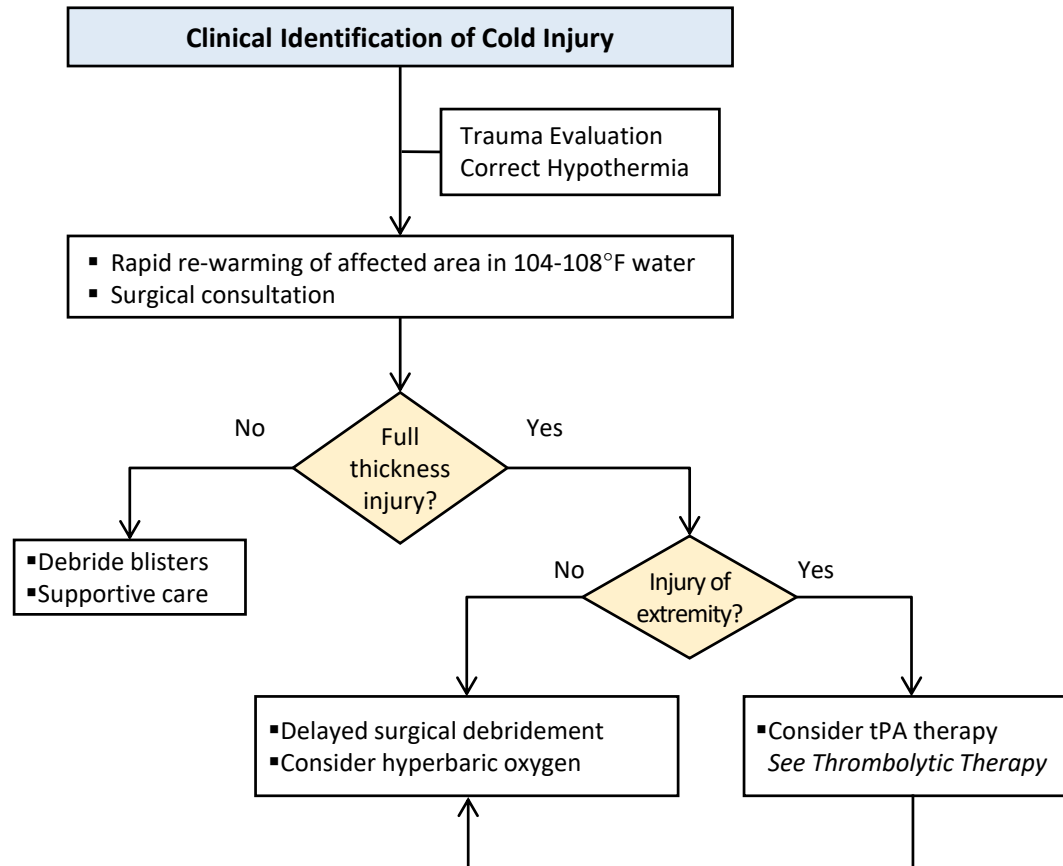 Clinical Identification of Cold Injury
Trauma Evaluation
Correct Hypothermia
▪ Rapid re-warming of affected area in 104-108°F water
▪ Surgical consultation
No
Yes
Full
thickness
injury?
▪Debride blisters
▪Supportive care
No
Yes
Injury of
extremity?
▪Delayed surgical debridement
▪Consider hyperbaric oxygen
▪Consider tPA therapy
See Thrombolytic Therapy